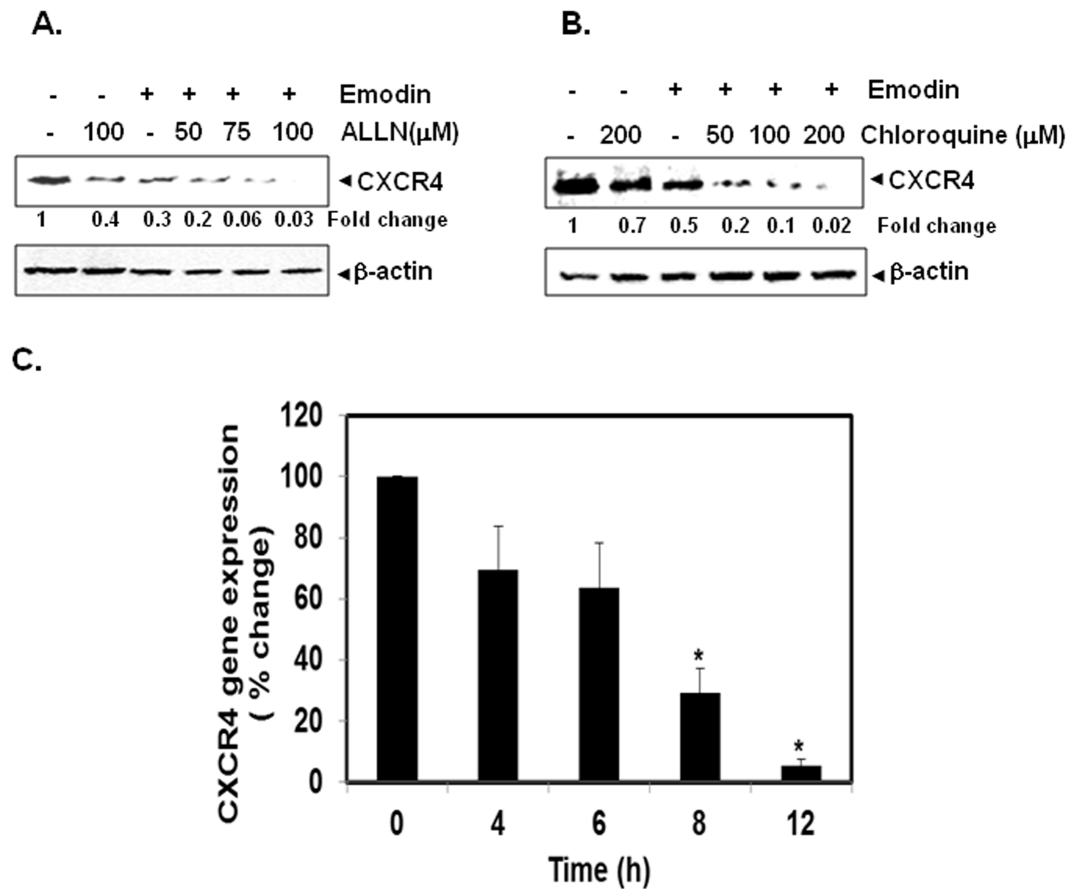 A.
- - + + + + Emodin
- 100 - 50 75 100 ALLN(μM)
CXCR4
1 0.4 0.3 0.2 0.06 0.03 Fold change
β-actin
B.
- - + + + + Emodin
- 200 - 50 100 200 Chloroquine (μM)
CXCR4
1 0.7 0.5 0.2 0.1 0.02 Fold change
β-actin
C.
CXCR4 gene expression
( % change)
120
100
80
60
40
20
0
*
*
0 4 6 8 12
Time (h)